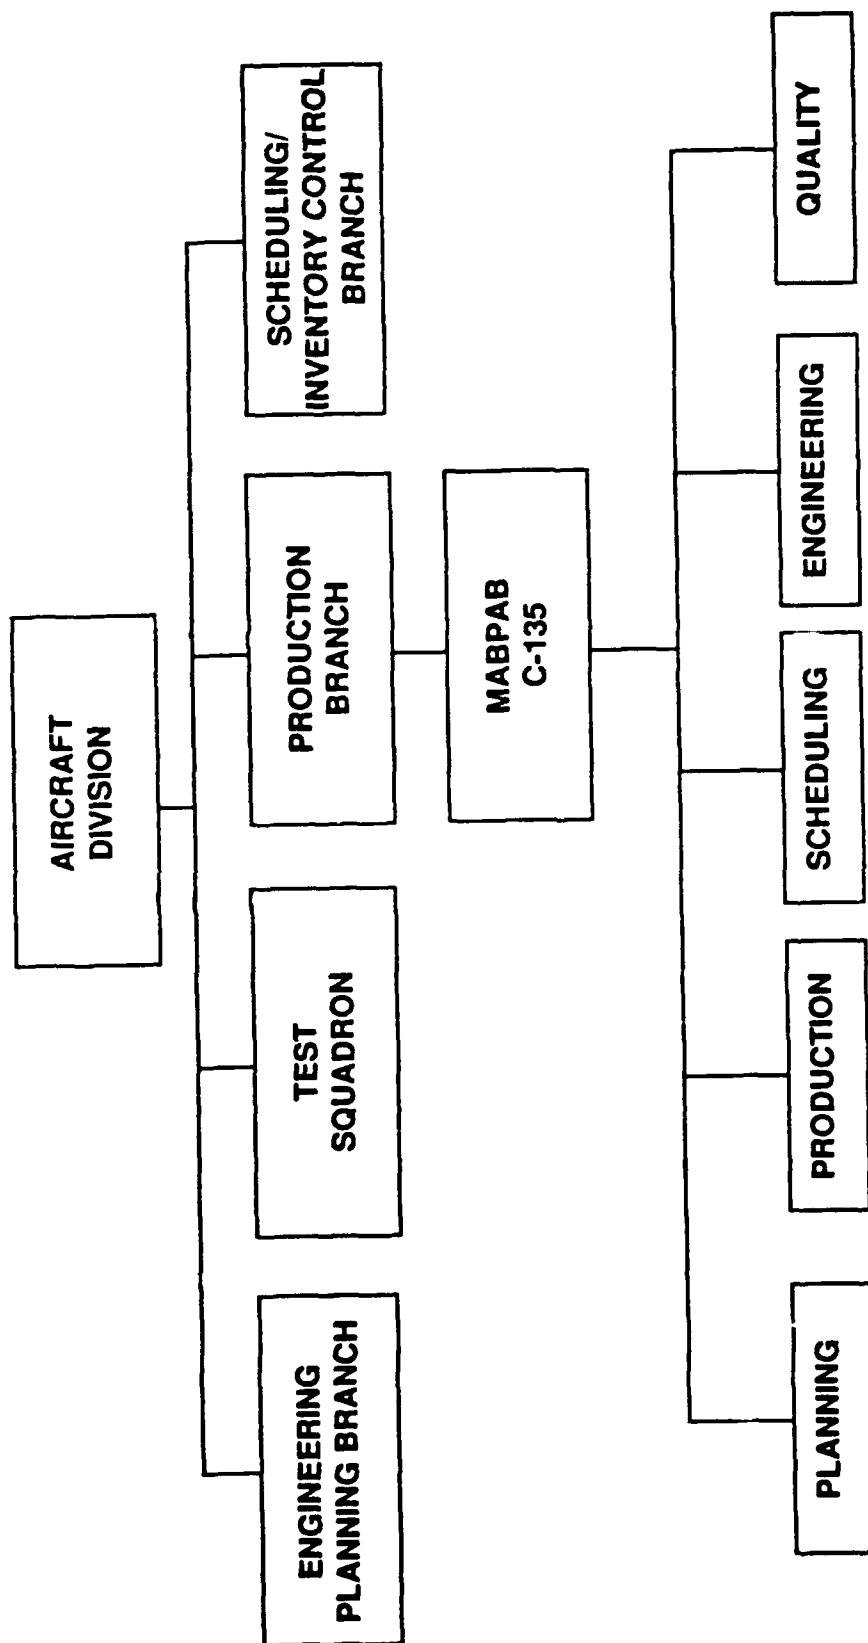 AIRCRAFT
DIVISION
ENGINEERING
PLANNING BRANCH
TEST
SQUADRON
PRODUCTION
BRANCH
SCHEDULING/
INVENTORY CONTROL
BRANCH
MABPAB
C-135
PLANNING
PRODUCTION
SCHEDULING
ENGINEERING
QUALITY